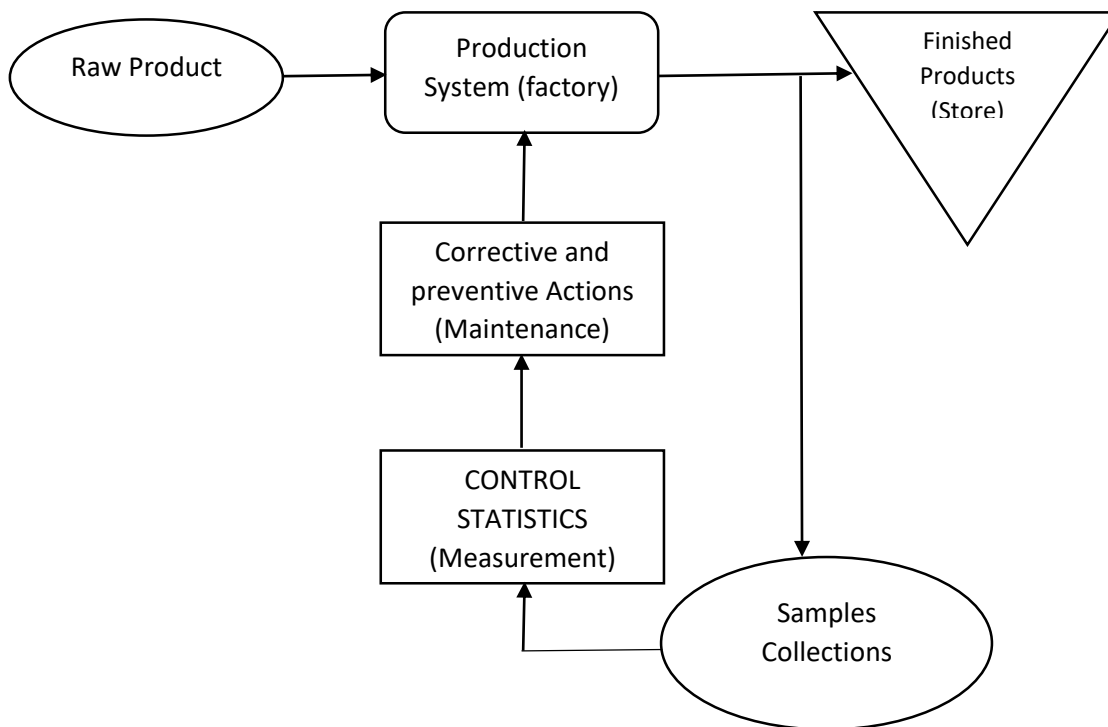 Raw Product
Production
System (factory)
Finished
Products
(Store)
Corrective and
preventive Actions
(Maintenance)
CONTROL
STATISTICS
(Measurement)
Samples
Collections